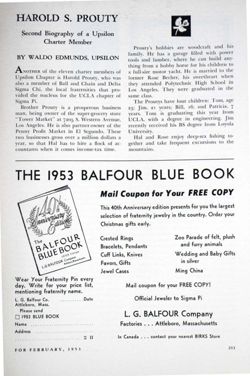 HAROLD S. PROUTY
Second Biography of a Upsilon
Charter Member
BY WALDO EDMUNDS, UPSILON
ANOTHER of the eleven charter members of
Upsilon Chapter is Harold Prouty, who was
also a member of Ball and Chain and Delta
Sigma Chi, the local fraternities that pro-
vided the nucleus for the UCLA chapter of
Sigma Pi.
Brother Prouty is a prosperous business
man, being owner of the super-grocery store
"Tower Market" at 7105 S. Western Avenue,
Los Angeles. He is also partner-owner of the
Prouty Profit Market in El Segundo. These
two businesses gross over a million dollars a
year, so that Hal has to hire a flock of ac-
countants when it comes income-tax time.
Prouty's hobbies are woodcraft and his
family. He has a garage filled with power
tools and lumber, where he can build any-
thing from a bobby horse for his children to
a full-size motor yacht. He is married to the
former Rose Becher, his sweetheart when
they attended Polytechnic High School in
Los Angeles. They were graduated in the
same class.
The Proutys have four children: Tom, age
23; Jim, 21 years; Bill, 16; and Patricia, 7
years. Tom is graduating this year from
UCLA, with a degree in engineering. Jim
recently received his BS degree from Loyola
University.
Hal and Rose enjoy deep-sea fishing to-
gether and take frequent excursions to the
mountains.
THE 1953 BALFOUR BLUE BOOK
Mail Coupon for Your FREE COPY
This 40th Anniversary edition presents for you the largest
selection of fraternity jewelry in the country. Order your
Christmas gifts early.
Crested Rings
Bracelets, Pendants
Cuff Links, Knives
Favors, Gifts
Jewel Cases
Zoo Parade of felt, plush
and furry animals
Wedding and Baby Gifts
in silver
Ming China
The
BALFOUR
BLUE BOOK
Wear Your Fraternity Pin every
day. Write for your price list,
mentioning fraternity name.
L. G. Balfour Co. Date
Attleboro, Mass.
Please send
□ 1953 BLUE BOOK
Name
Address
Σ Π
Mail coupon for your FREE COPY!
Official Jewelers to Sigma Pi
L. G. BALFOUR Company
Factories . . . Attleboro, Massachusetts
In Canada . . . contact your nearest BIRKS Store
FOR FEBRUARY, 1953